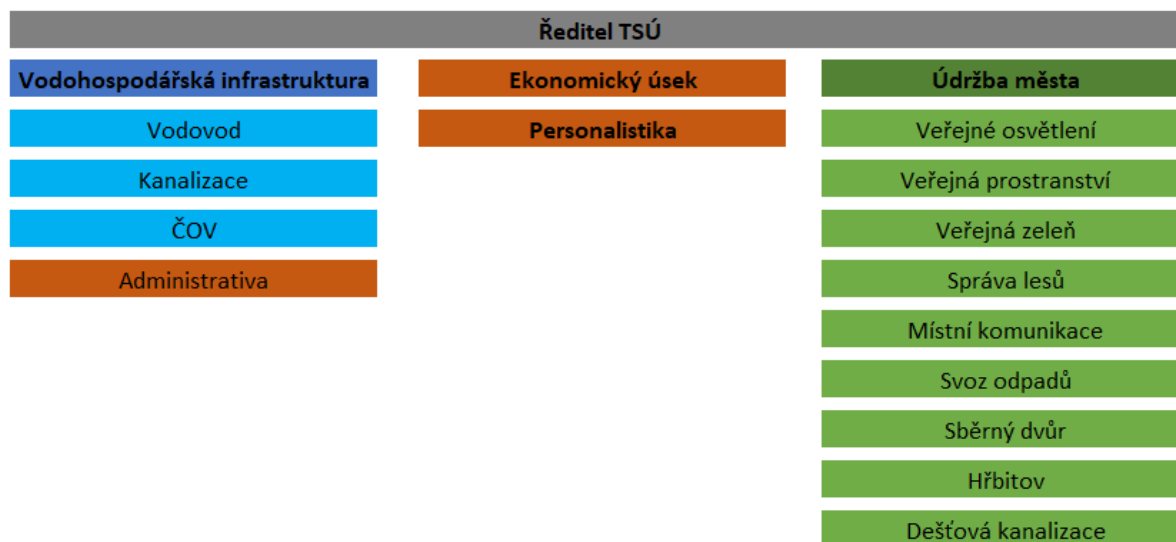 Ředitel TSÚ
Vodohospodářská infrastruktura
Vodovod
Kanalizace
ČOV
Administrativa
Ekonomický úsek
Personalistika
Údržba města
Veřejné osvětlení
Veřejná prostranství
Veřejná zeleň
Správa lesů
Místní komunikace
Svoz odpadů
Sběrný dvůr
Hřbitov
Dešťová kanalizace